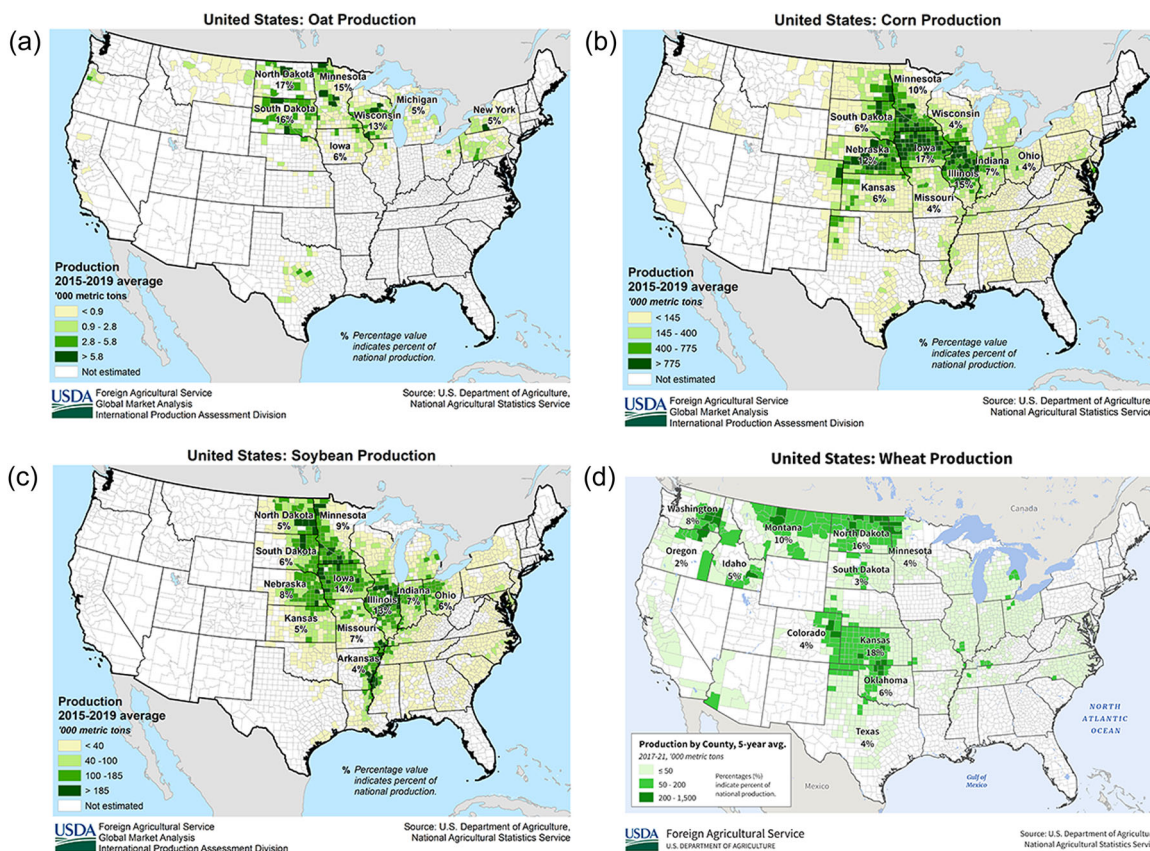 (a)
United States: Oat Production
North Dakota
17%
Minnesota
15%
South Dakota
16%
Wisconsin
13%
Michigan
5%
New York
5%
Iowa
6%
Production
2015-2019 average
'000 metric tons
< 0.9
0.9 - 2.8
2.8 - 5.8
> 5.8
Not estimated
% Percentage value
indicates percent of
national production.
USDA
Foreign Agricultural Service
Global Market Analysis
International Production Assessment Division
Source: U.S. Department of Agriculture,
National Agricultural Statistics Service
(b)
United States: Corn Production
Minnesota
10%
South Dakota
6%
Wisconsin
4%
Nebraska
12%
Iowa
17%
Illinois
15%
Indiana
7%
Ohio
4%
Kansas
6%
Missouri
4%
Production
2015-2019 average
'000 metric tons
< 145
145 - 400
400 - 775
> 775
Not estimated
% Percentage value
indicates percent of
national production.
USDA
Foreign Agricultural Service
Global Market Analysis
International Production Assessment Division
Source: U.S. Department of Agriculture,
National Agricultural Statistics Service
(c)
United States: Soybean Production
North Dakota
5%
Minnesota
9%
South Dakota
6%
Nebraska
8%
Iowa
14%
Illinois
15%
Indiana
7%
Ohio
6%
Kansas
5%
Missouri
7%
Arkansas
4%
Production
2015-2019 average
'000 metric tons
< 40
40 -100
100 -185
> 185
Not estimated
% Percentage value
indicates percent of
national production.
USDA
Foreign Agricultural Service
Global Market Analysis
International Production Assessment Division
Source: U.S. Department of Agriculture,
National Agricultural Statistics Service
(d)
United States: Wheat Production
Canada
Washington
8%
Montana
10%
North Dakota
16%
Minnesota
4%
Oregon
2%
Idaho
5%
South Dakota
3%
Colorado
4%
Kansas
18%
Oklahoma
6%
Texas
4%
NORTH
ATLANTIC
OCEAN
Gulf of
Mexico
Mexico
Production by County, 5-year avg.
2017-21, '000 metric tons
≤ 50
50 - 200
200 - 1,500
Percentages (%)
indicate percent of
national production.
USDA
Foreign Agricultural Service
U.S. DEPARTMENT OF AGRICULTURE
Source: U.S. Department of Agriculture
National Agricultural Statistics Servi